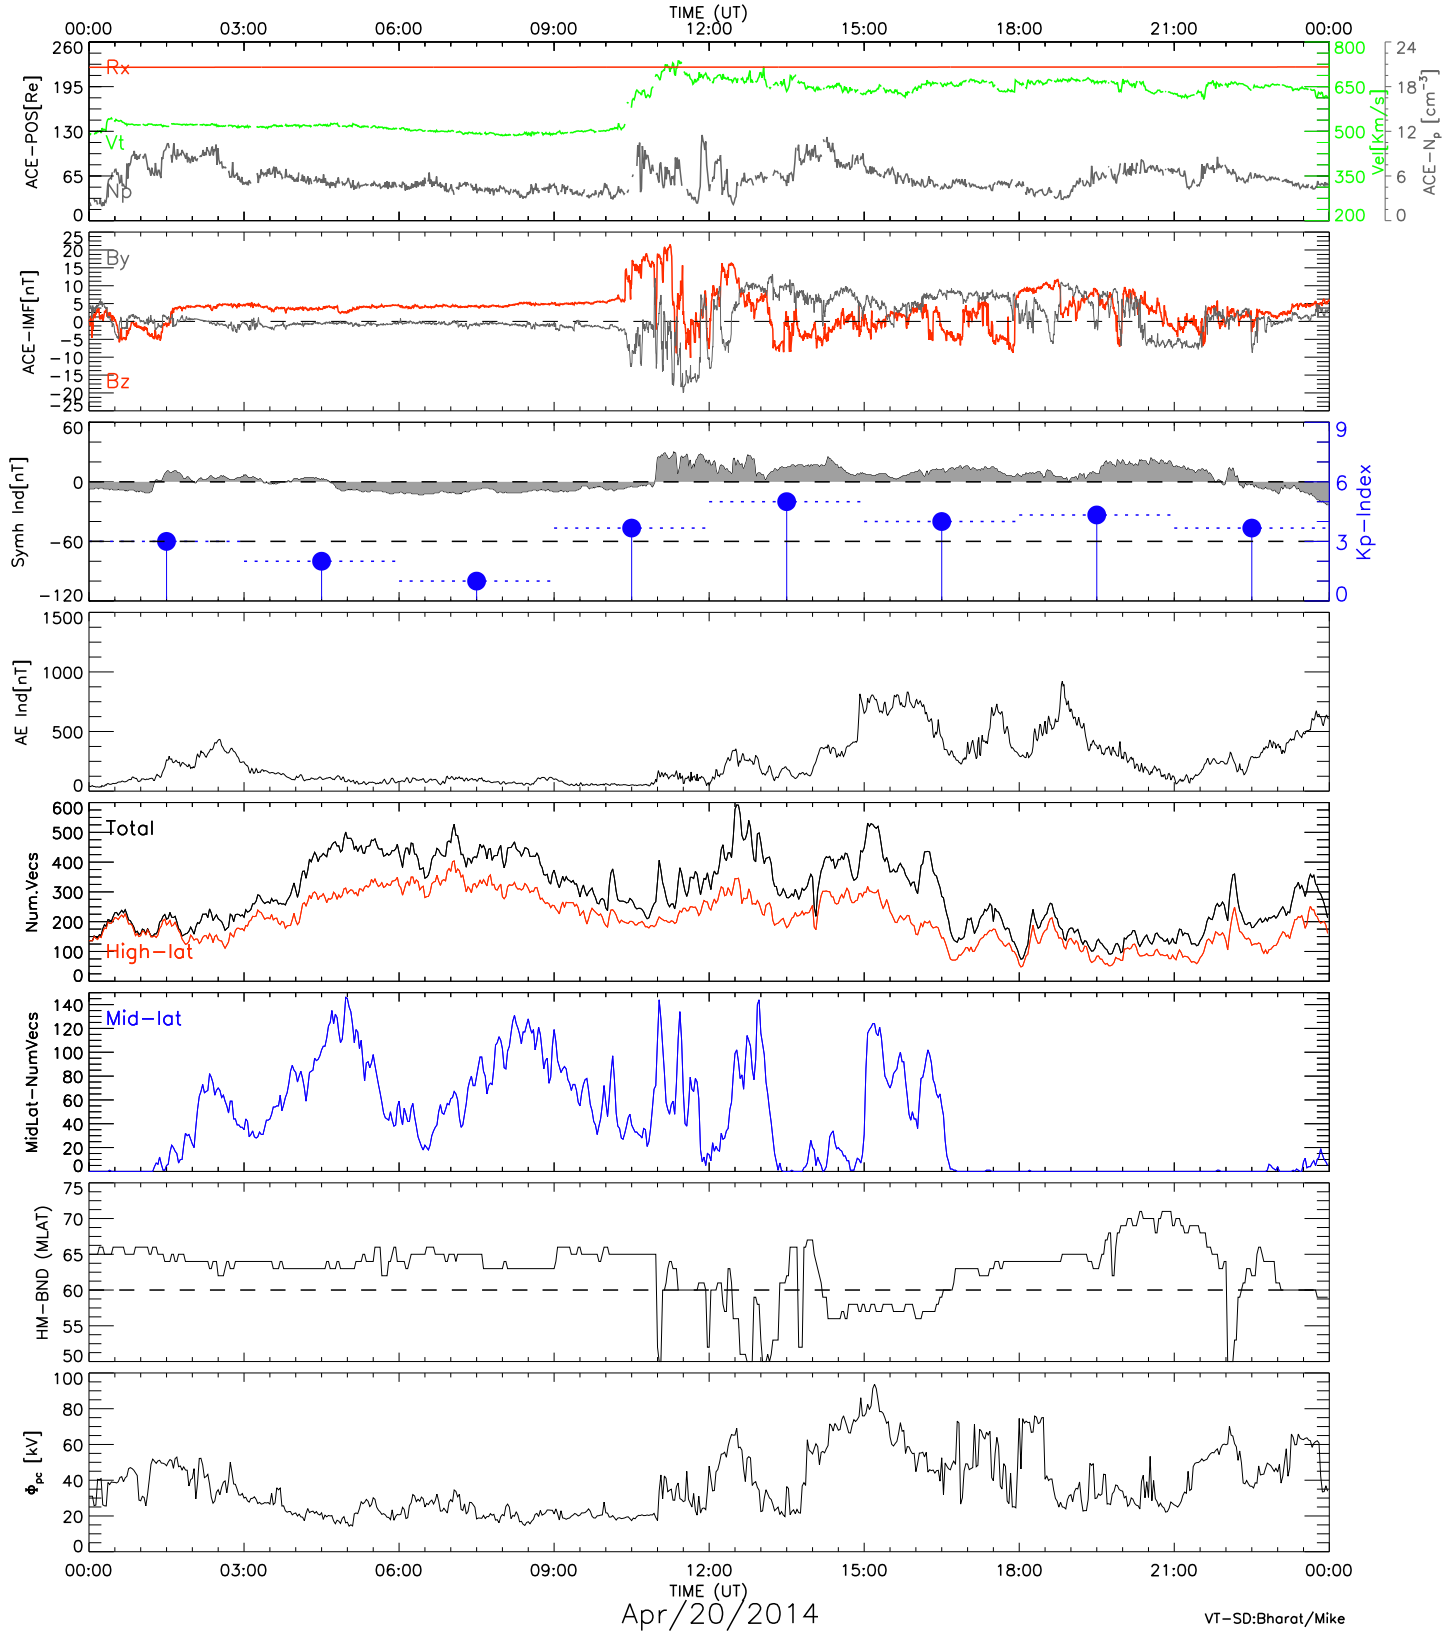 TIME (UT)
00:00 03:00 06:00 09:00 12:00 15:00 18:00 21:00 00:00
ACE-POS[Re]
260
195
130
65
0
Rx
Vt
Np
800
650
500
350
200
Vel[Km/s]
24
18
12
6
0
ACE-Np [cm⁻³]
ACE-IMF[nT]
25
20
15
10
5
0
-5
-10
-15
-20
-25
By
Bz
Symh Ind[nT]
60
0
-60
-120
9
6
3
0
Kp-Index
AE Ind[nT]
1500
1000
500
0
Num.Vecs
600
500
400
300
200
100
0
Total
High-lat
MidLat-NumVecs
140
120
100
80
60
40
20
0
Mid-lat
HM-BND (MLAT)
75
70
65
60
55
50
Φpc [kV]
100
80
60
40
20
0
00:00 03:00 06:00 09:00 12:00 15:00 18:00 21:00 00:00
TIME (UT)
Apr/20/2014
VT-SD:Bharat/Mike